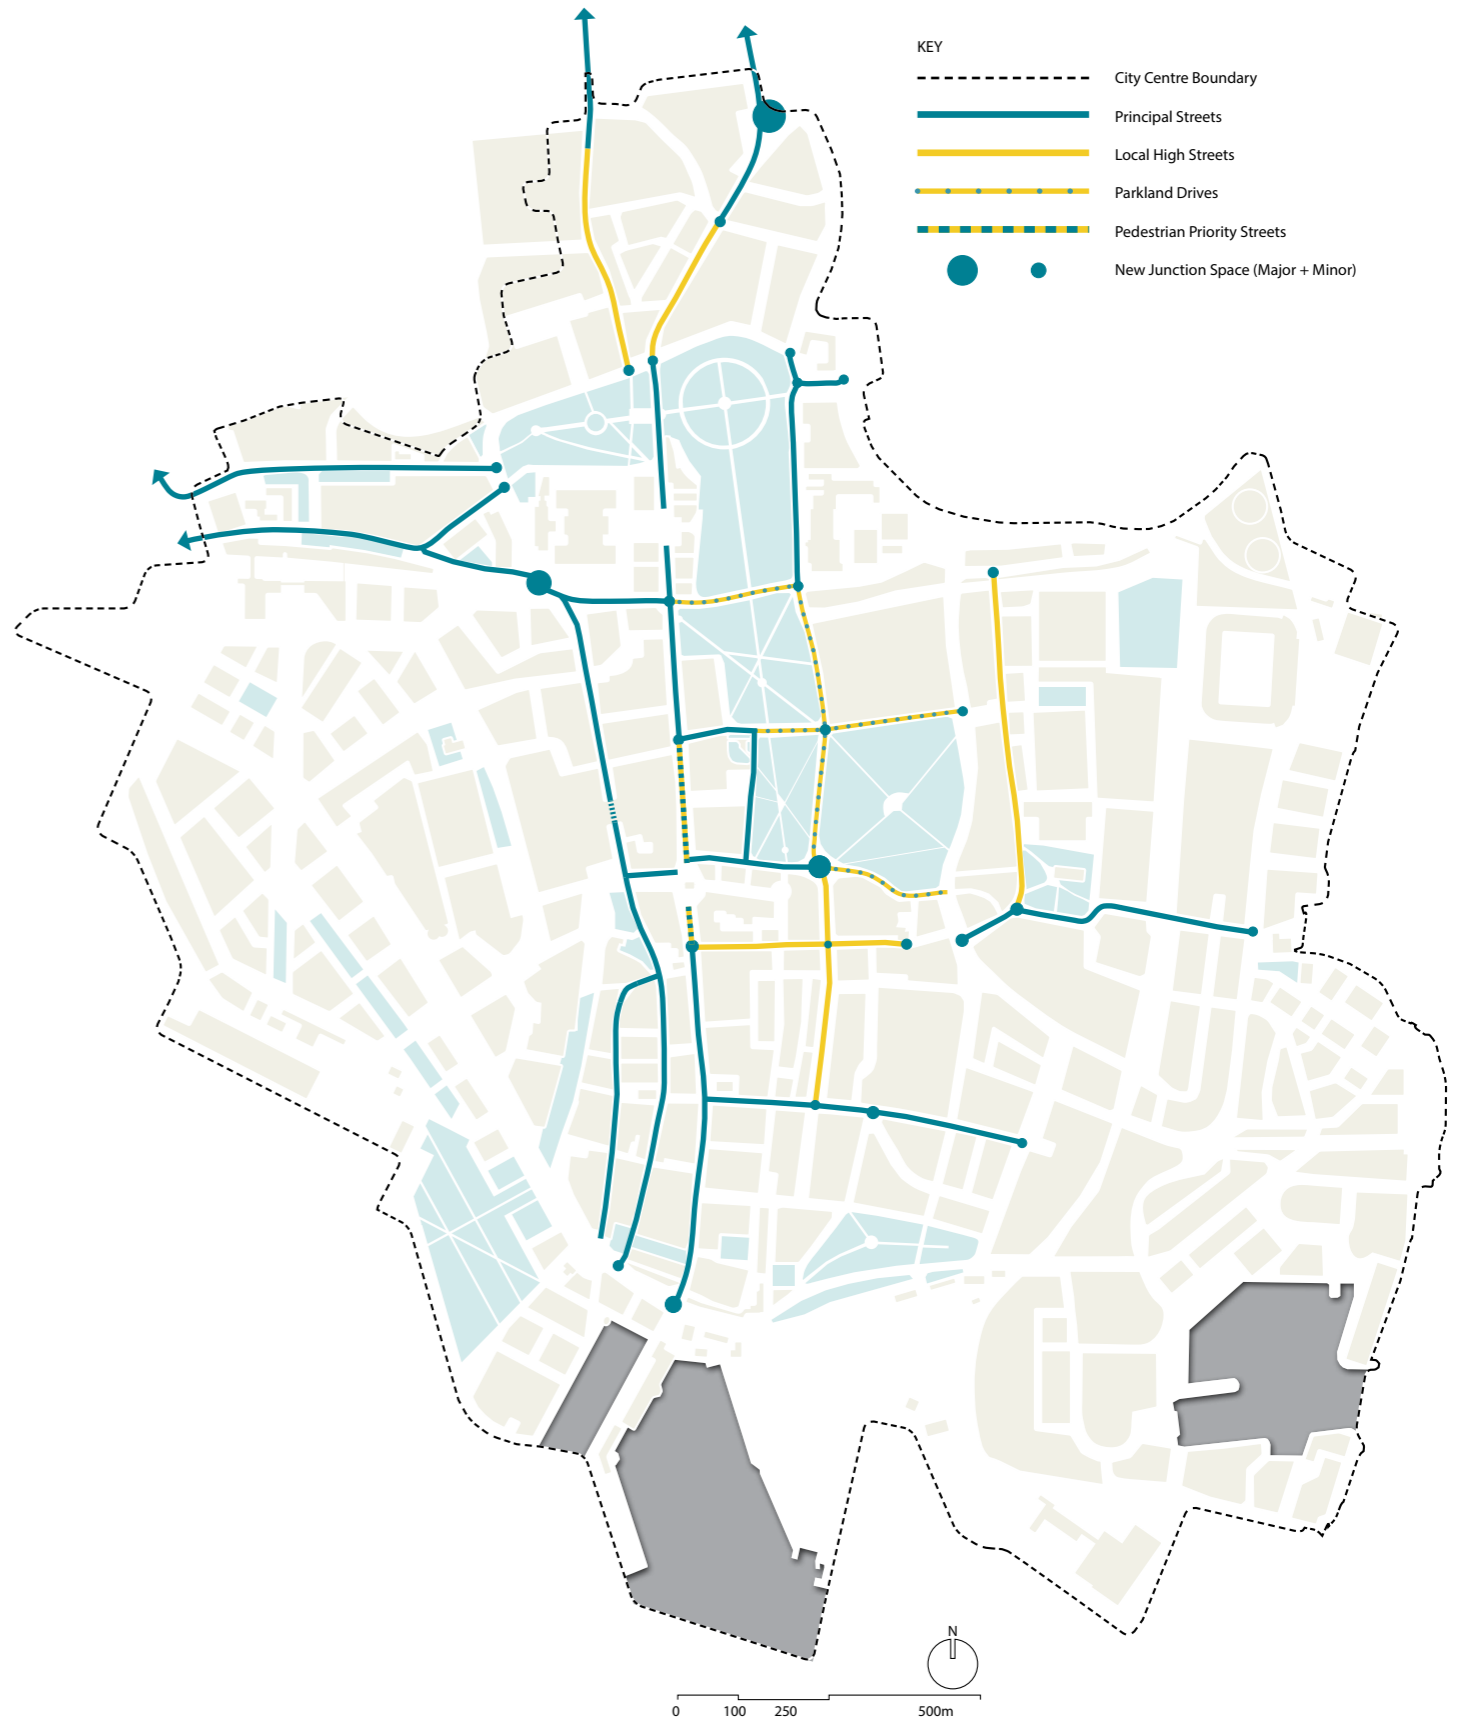 KEY
City Centre Boundary
Principal Streets
Local High Streets
Parkland Drives
Pedestrian Priority Streets
New Junction Space (Major + Minor)
N
0 100 250 500m